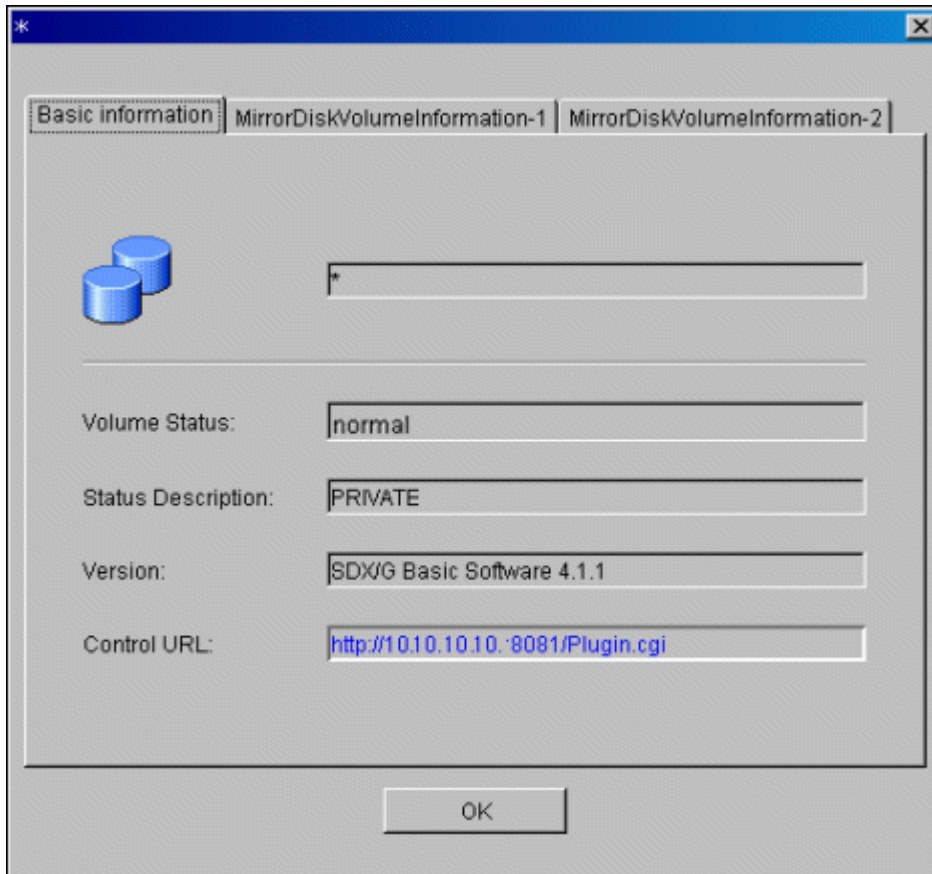 *
Basic information MirrorDiskVolumeInformation-1 MirrorDiskVolumeInformation-2
*
Volume Status: normal
Status Description: PRIVATE
Version: SDX/G Basic Software 4.1.1
Control URL: http://10.10.10.10.:8081/Plugin.cgi
OK